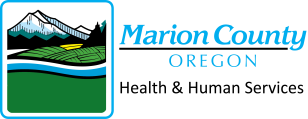 Marion County
OREGON
Health & Human Services